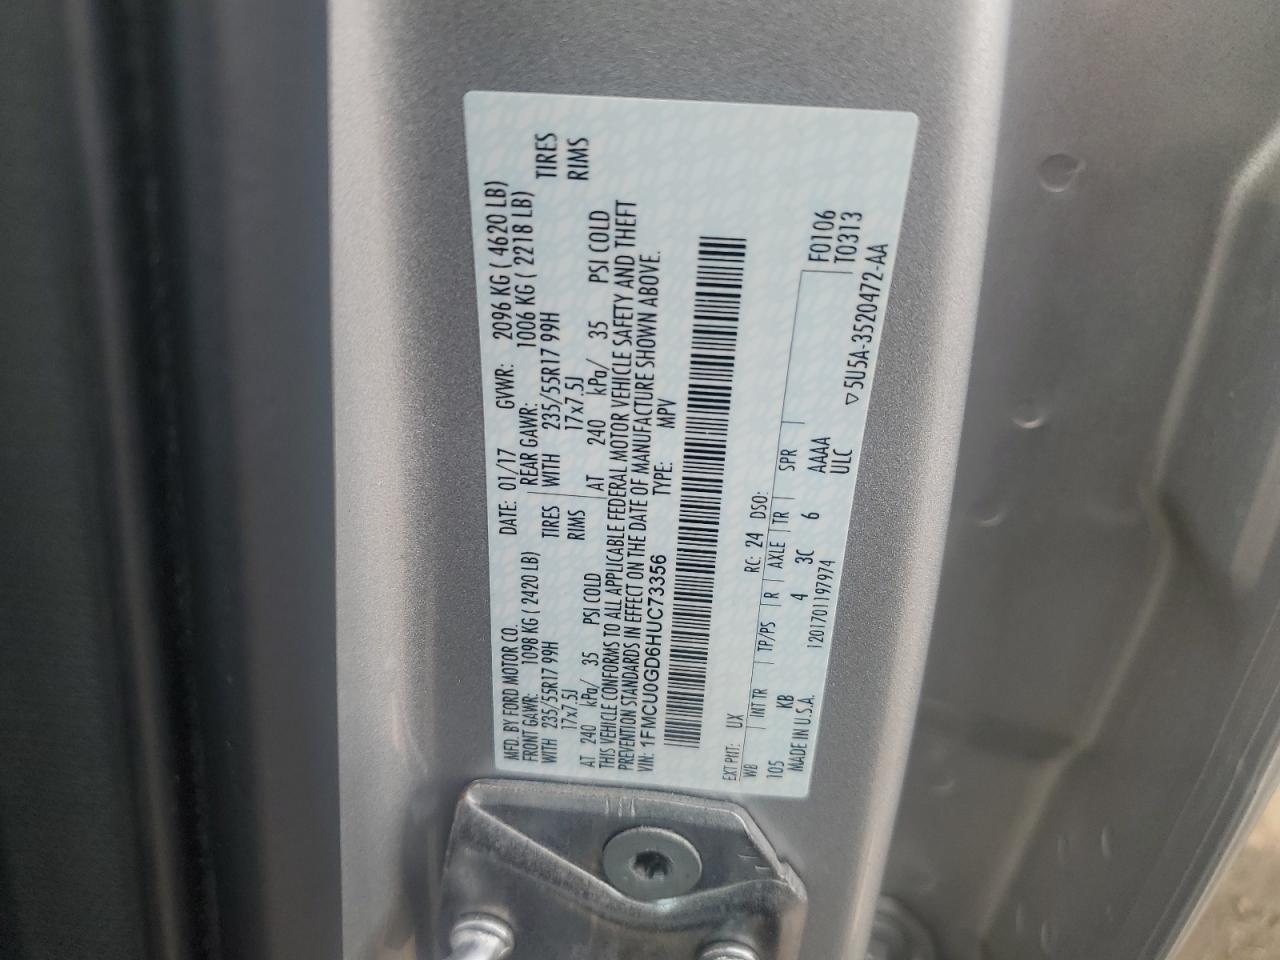 MFD. BY FORD MOTOR CO. DATE: 01/17 GVWR: 2096 KG ( 4620 LB)
FRONT GAWR: 1098 KG ( 2420 LB) REAR GAWR: 1006 KG ( 2218 LB)
WITH 235/55R17 99H TIRES WITH 235/55R17 99H TIRES
17x7.5J RIMS 17x7.5J RIMS
AT 240 kPa/ 35 PSI COLD AT 240 kPa/ 35 PSI COLD
THIS VEHICLE CONFORMS TO ALL APPLICABLE FEDERAL MOTOR VEHICLE SAFETY AND THEFT
PREVENTION STANDARDS IN EFFECT ON THE DATE OF MANUFACTURE SHOWN ABOVE.
VIN: 1FMCU0GD6HUC73356 TYPE: MPV
EXT PNT: UX RC: 24 DSO:
WB INT TR TP/PS R AXLE TR SPR F0106
105 KB 4 3C 6 AAAA T0313
MADE IN U.S.A. 1201701197974 ULC
▽5U5A-3520472-AA